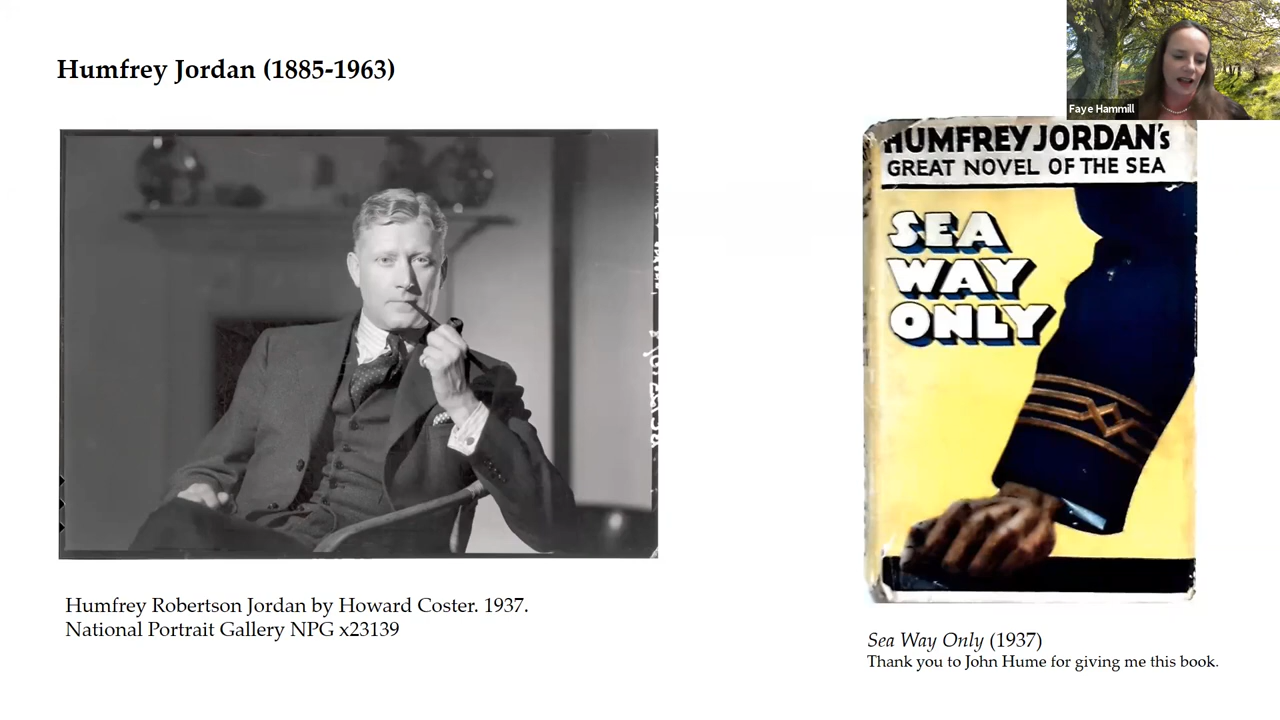 Humfrey Jordan (1885-1963)
Faye Hammill
HUMFREY JORDAN's
GREAT NOVEL OF THE SEA
SEA
WAY
ONLY
Humfrey Robertson Jordan by Howard Coster. 1937.
National Portrait Gallery NPG x23139
Sea Way Only (1937)
Thank you to John Hume for giving me this book.